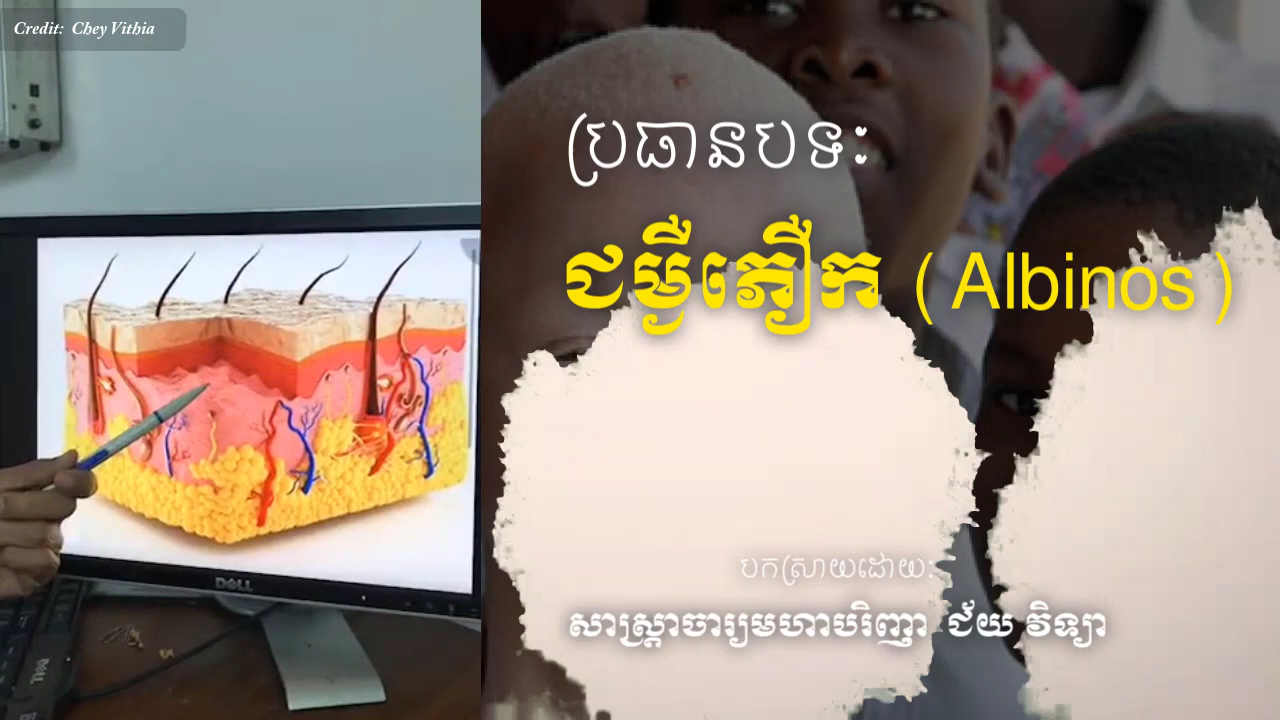 Credit: Chey Vithia
ប្រធានបទ:
ជម្ងឺភឿក ( Albinos )
បកស្រាយដោយ:
សាស្ត្រាចារ្យមហាបរិញ្ញា ជ័យ វិទ្យា
DELL
DELL